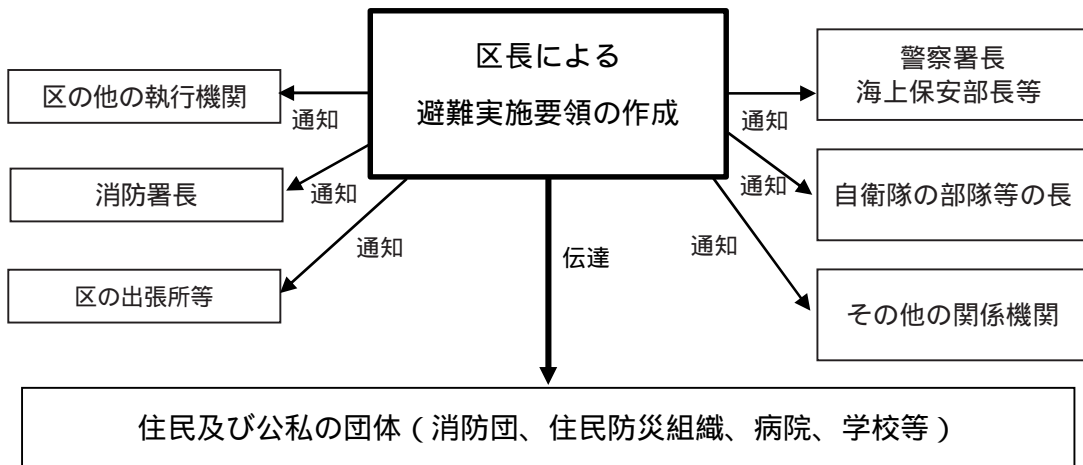 区長による
避難実施要領の作成
区の他の執行機関
通知
消防署長
通知
区の出張所等
通知
警察署長
海上保安部長等
通知
自衛隊の部隊等の長
通知
その他の関係機関
通知
伝達
住民及び公私の団体（消防団、住民防災組織、病院、学校等）